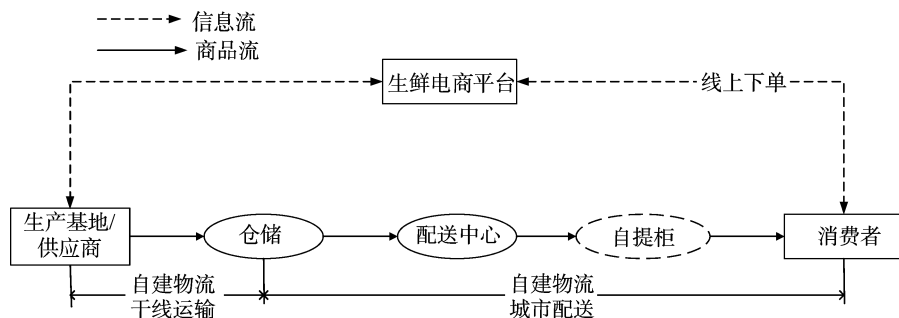 信息流
商品流
生鲜电商平台
线上下单
生产基地/
供应商
仓储
配送中心
自提柜
消费者
自建物流
干线运输
自建物流
城市配送